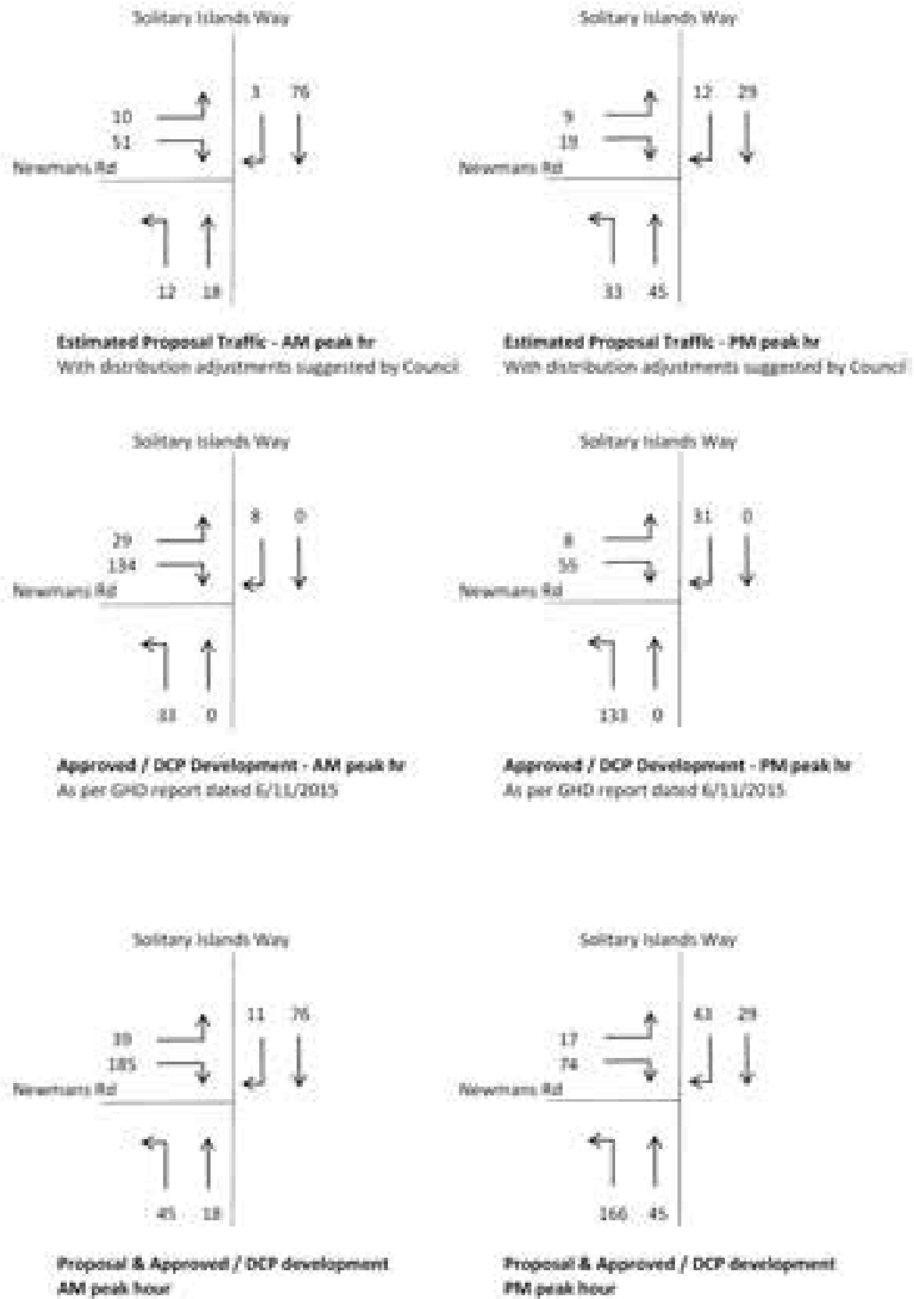 Solitary Islands Way
3 76
10
51
Newmans Rd
12 18
Estimated Proposal Traffic - AM peak hr
With distribution adjustments suggested by Council
Solitary Islands Way
12 29
9
19
Newmans Rd
33 45
Estimated Proposal Traffic - PM peak hr
With distribution adjustments suggested by Council
Solitary Islands Way
8 0
29
134
Newmans Rd
33 0
Approved / DCP Development - AM peak hr
As per GHD report dated 6/11/2015
Solitary Islands Way
31 0
8
55
Newmans Rd
133 0
Approved / DCP Development - PM peak hr
As per GHD report dated 6/11/2015
Solitary Islands Way
11 76
39
185
Newmans Rd
45 18
Proposal & Approved / DCP development
AM peak hour
Solitary Islands Way
43 29
17
74
Newmans Rd
166 45
Proposal & Approved / DCP development
PM peak hour